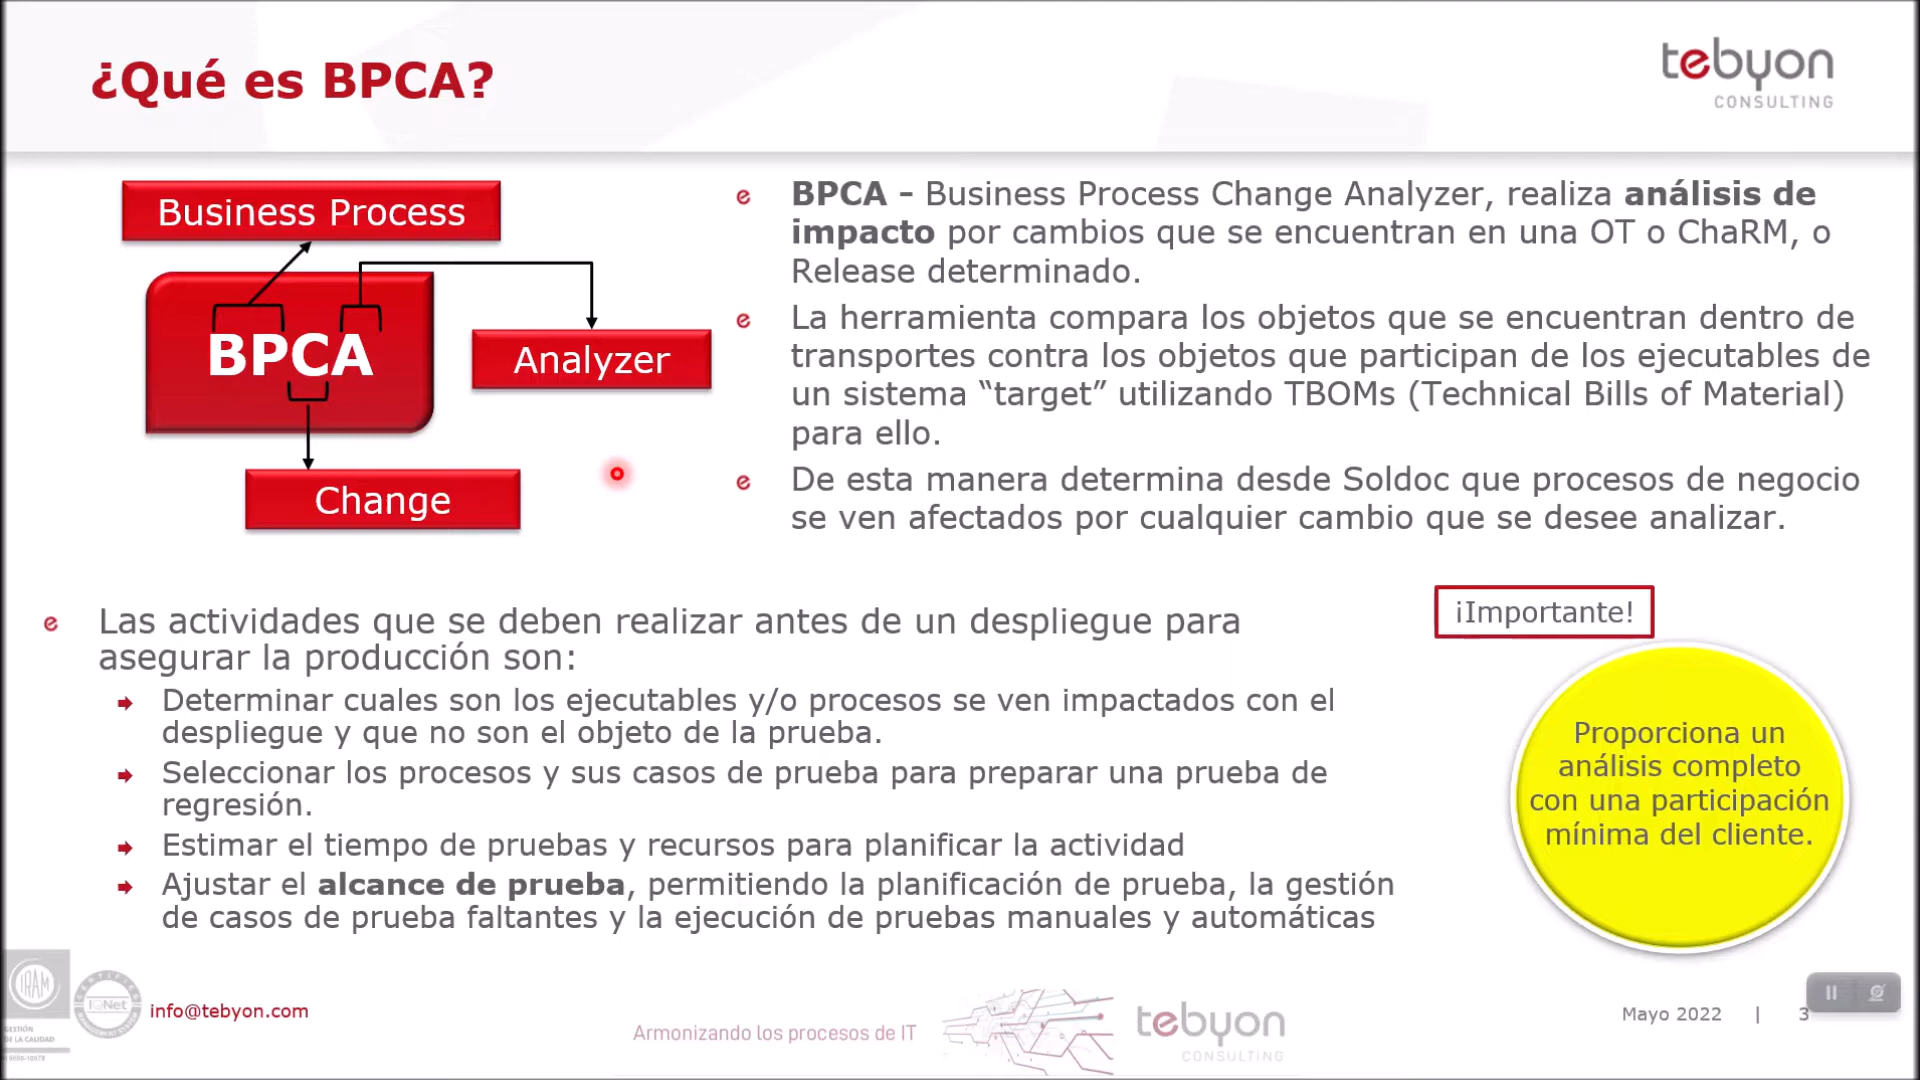 ¿Qué es BPCA?
tebyon
CONSULTING
Business Process
BPCA
Analyzer
Change
BPCA – Business Process Change Analyzer, realiza análisis de
impacto por cambios que se encuentran en una OT o ChaRM, o
Release determinado.
La herramienta compara los objetos que se encuentran dentro de
transportes contra los objetos que participan de los ejecutables de
un sistema “target” utilizando TBOMs (Technical Bills of Material)
para ello.
De esta manera determina desde Soldoc que procesos de negocio
se ven afectados por cualquier cambio que se desee analizar.
Las actividades que se deben realizar antes de un despliegue para
asegurar la producción son:
Determinar cuales son los ejecutables y/o procesos se ven impactados con el
despliegue y que no son el objeto de la prueba.
Seleccionar los procesos y sus casos de prueba para preparar una prueba de
regresión.
Estimar el tiempo de pruebas y recursos para planificar la actividad
Ajustar el alcance de prueba, permitiendo la planificación de prueba, la gestión
de casos de prueba faltantes y la ejecución de pruebas manuales y automáticas
¡Importante!
Proporciona un
análisis completo
con una participación
mínima del cliente.
IRAM
GESTIÓN
DE LA CALIDAD
IQNet
info@tebyon.com
Armonizando los procesos de IT
tebyon
CONSULTING
Mayo 2022 | 3